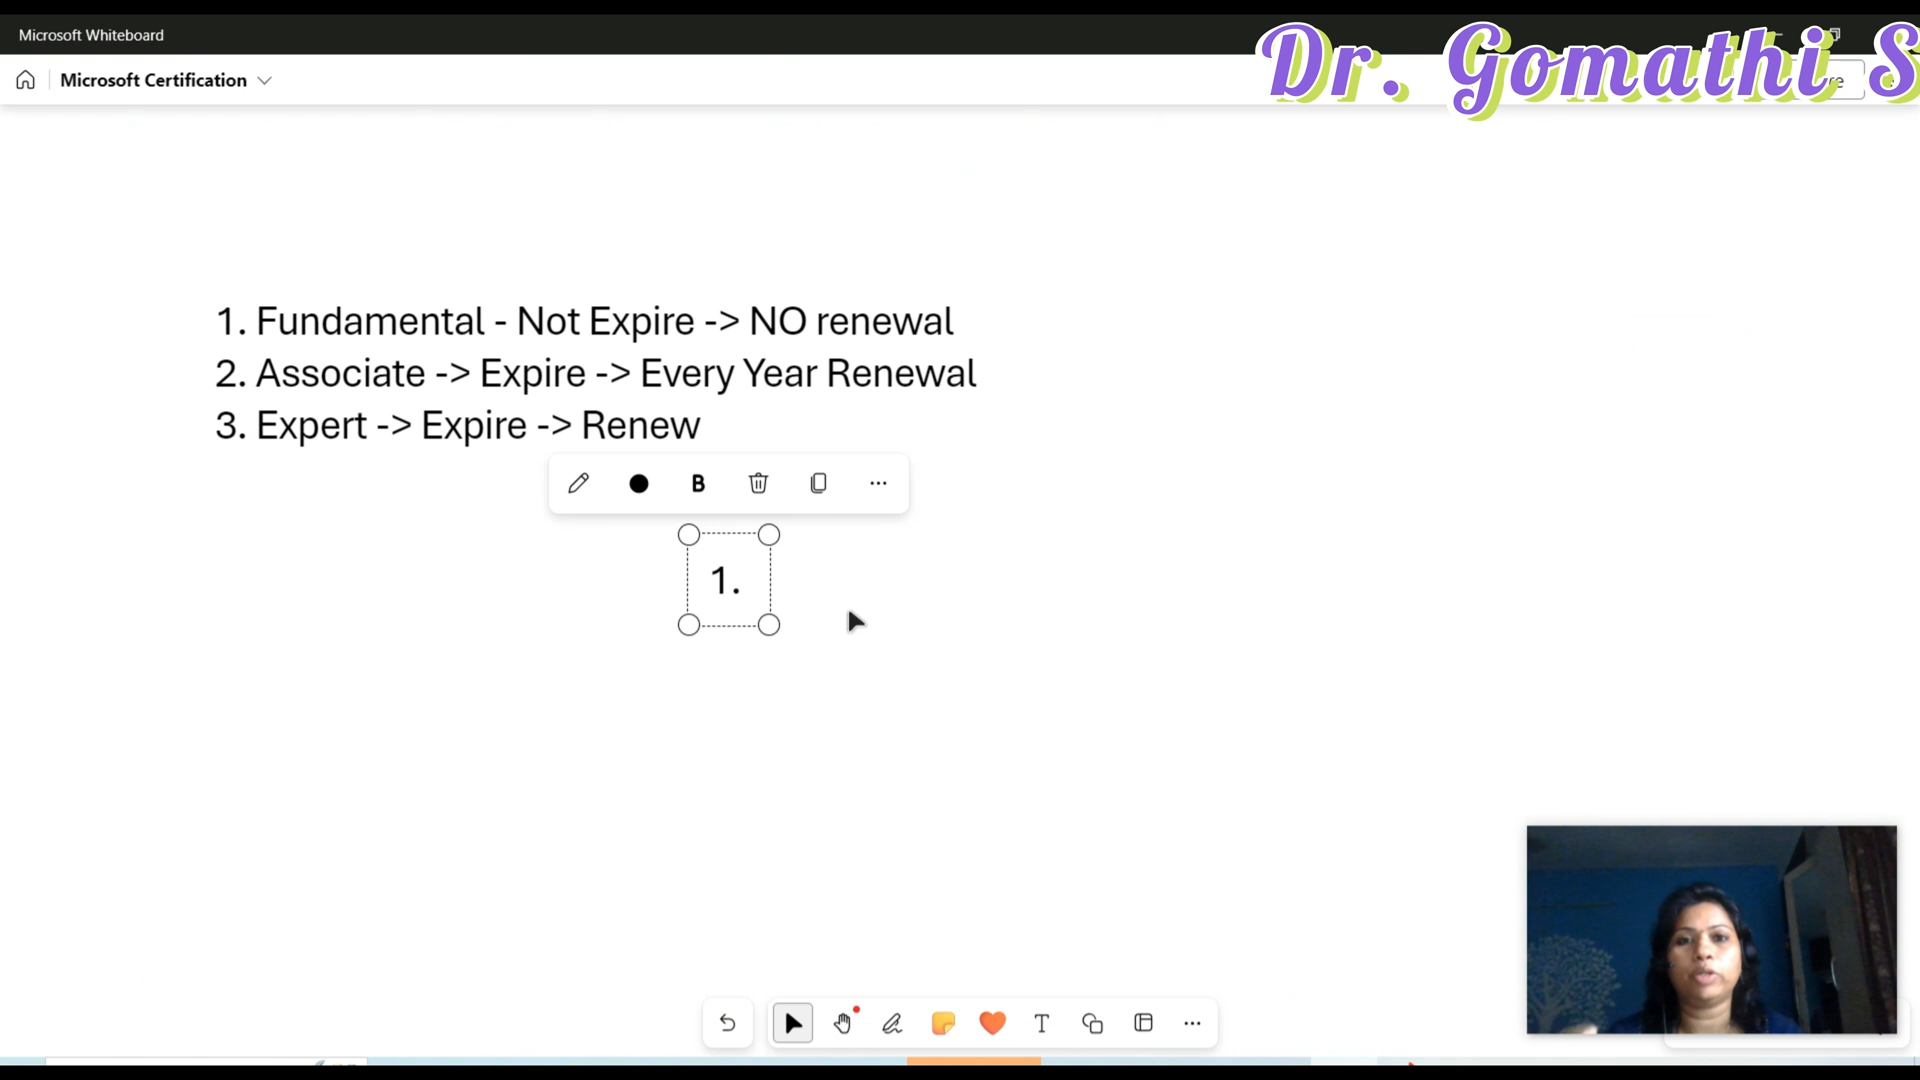 Microsoft Whiteboard
Dr. Gomathi S
Microsoft Certification
1. Fundamental - Not Expire -> NO renewal
2. Associate -> Expire -> Every Year Renewal
3. Expert -> Expire -> Renew
B
1.
T